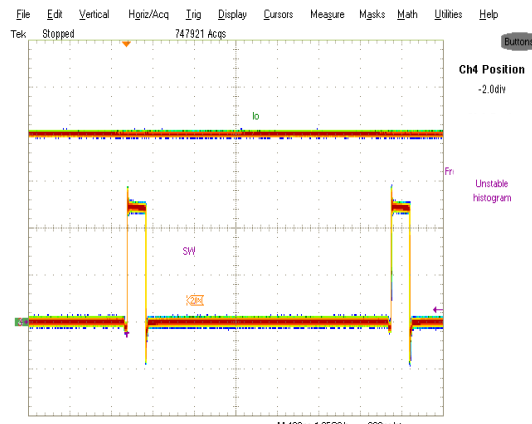 File Edit Vertical Horiz/Acq Trig Display Cursors Measure Masks Math Utilities Help
Tek Stopped 747921 Acqs
Buttons
Ch4 Position
-2.0div
Io
Unstable
histogram
SW